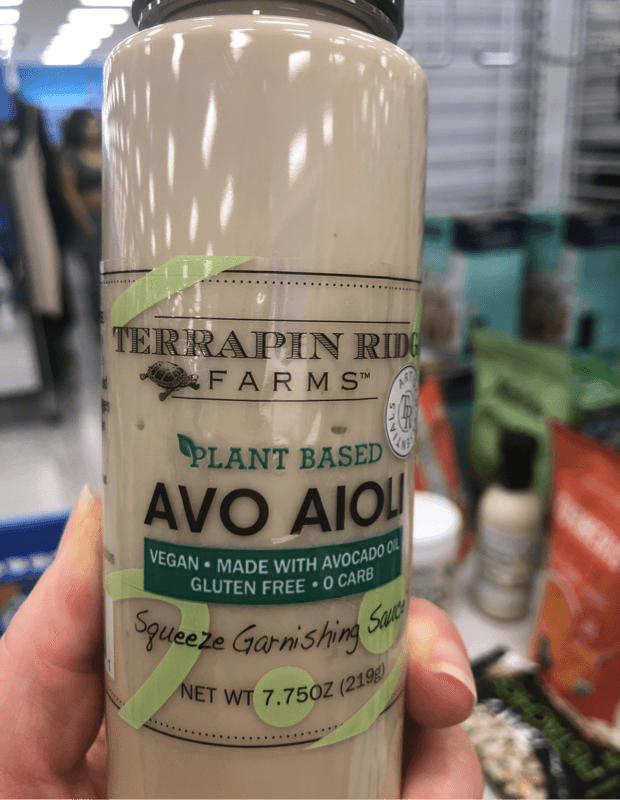 TERRAPIN RIDG
FARMS™
PLANT BASED
AVO AIOLI
VEGAN • MADE WITH AVOCADO OIL
GLUTEN FREE • 0 CARB
Squeeze Garnishing Sauce
NET WT 7.75OZ (219g)